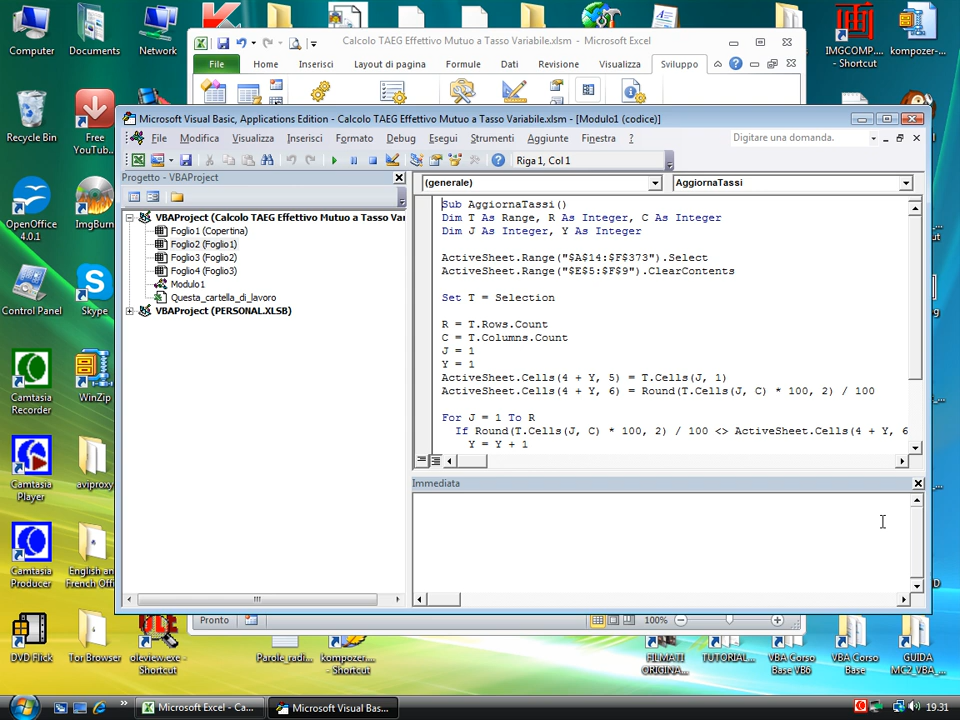 Computer
Documents
Network
IMGCOMP....
- Shortcut
kompozer-...
Calcolo TAEG Effettivo Mutuo a Tasso Variabile.xlsm - Microsoft Excel
File
Home
Inserisci
Layout di pagina
Formule
Dati
Revisione
Visualizza
Sviluppo
Recycle Bin
Free
YouTub...
Microsoft Visual Basic, Applications Edition - Calcolo TAEG Effettivo Mutuo a Tasso Variabile.xlsm - [Modulo1 (codice)]
File
Modifica
Visualizza
Inserisci
Formato
Debug
Esegui
Strumenti
Aggiunte
Finestra
?
Digitare una domanda.
Riga 1, Col 1
Progetto - VBAProject
(generale)
AggiornaTassi
VBAProject (Calcolo TAEG Effettivo Mutuo a Tasso Var
Foglio1 (Copertina)
Foglio2 (Foglio1)
Foglio3 (Foglio2)
Foglio4 (Foglio3)
Modulo1
Questa_cartella_di_lavoro
VBAProject (PERSONAL.XLSB)
Sub AggiornaTassi()
Dim T As Range, R As Integer, C As Integer
Dim J As Integer, Y As Integer
ActiveSheet.Range("$A$14:$F$373").Select
ActiveSheet.Range("$E$5:$F$9").ClearContents
Set T = Selection
R = T.Rows.Count
C = T.Columns.Count
J = 1
Y = 1
ActiveSheet.Cells(4 + Y, 5) = T.Cells(J, 1)
ActiveSheet.Cells(4 + Y, 6) = Round(T.Cells(J, C) * 100, 2) / 100
For J = 1 To R
If Round(T.Cells(J, C) * 100, 2) / 100 <> ActiveSheet.Cells(4 + Y, 6
Y = Y + 1
Immediata
OpenOffice
4.0.1
ImgBurn
Control Panel
Skype
Camtasia
Recorder
WinZip
Camtasia
Player
aviproxy
Camtasia
Producer
English an
French Off
DVD Flick
Tor Browser
oleview.exe -
Shortcut
Parole_radi...
kompozer-...
- Shortcut
FILMATI
ORIGINA...
TUTORIAL...
VBA Corso
Base VB6
VBA Corso
Base
GUIDA
MC2_VBA_...
Pronto
100%
Microsoft Excel - Ca...
Microsoft Visual Bas...
19.31